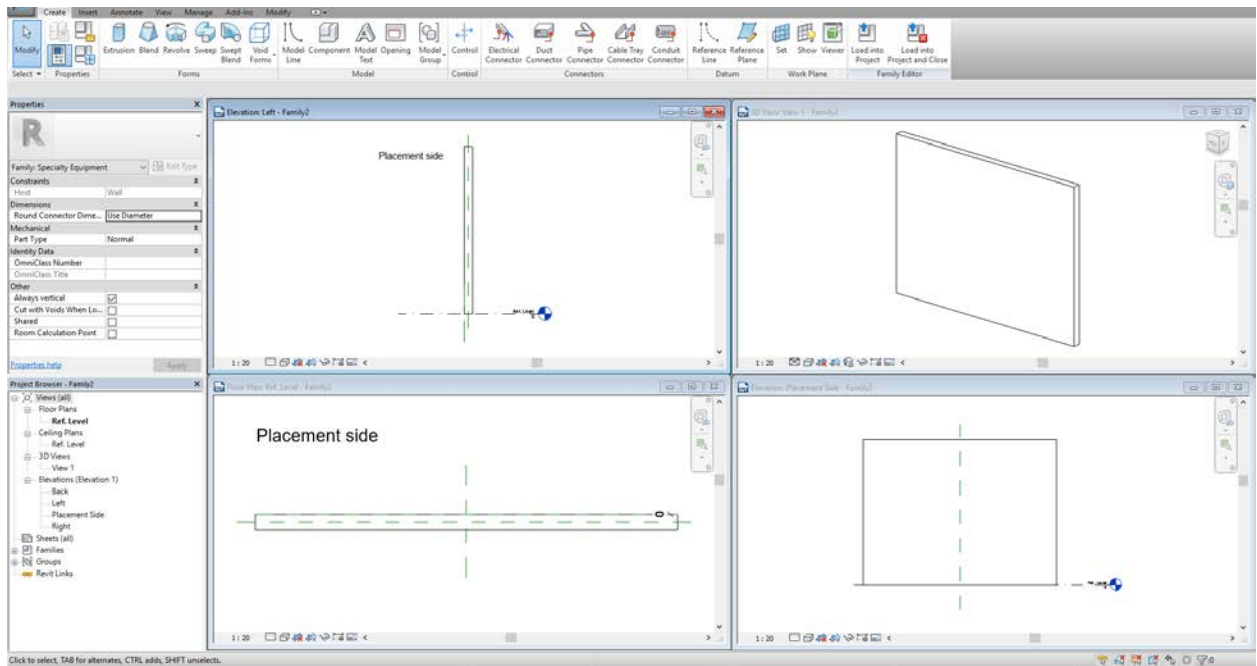 Create Insert Annotate View Manage Add-Ins Modify
Modify
Extrusion Blend Revolve Sweep Swept Blend Void Forms
Model Line Component Model Text Opening Model Group
Control
Electrical Connector Duct Connector Pipe Connector Cable Tray Connector Conduit Connector
Reference Line Reference Plane
Set Show Viewer
Load into Project Load into Project and Close
Select Properties Forms Model Control Connectors Datum Work Plane Family Editor
Properties X
Family: Specialty Equipment Edit Type
Constraints
Host Wall
Dimensions
Round Connector Dime... Use Diameter
Mechanical
Part Type Normal
Identity Data
OmniClass Number
OmniClass Title
Other
Always vertical
Cut with Voids When Lo...
Shared
Room Calculation Point
Properties help Apply
Project Browser - Family2 X
Views (all)
Floor Plans
Ref. Level
Ceiling Plans
Ref. Level
3D Views
View 1
Elevations (Elevation 1)
Back
Left
Placement Side
Right
Sheets (all)
Families
Groups
Revit Links
Elevation: Left - Family2
Placement side
Ref. Level
1 : 20
3D View: View 1 - Family2
1 : 20
Floor Plan: Ref. Level - Family2
Placement side
1 : 20
Elevation: Placement Side - Family2
1 : 20
Click to select, TAB for alternates, CTRL adds, SHIFT unselects.
:0